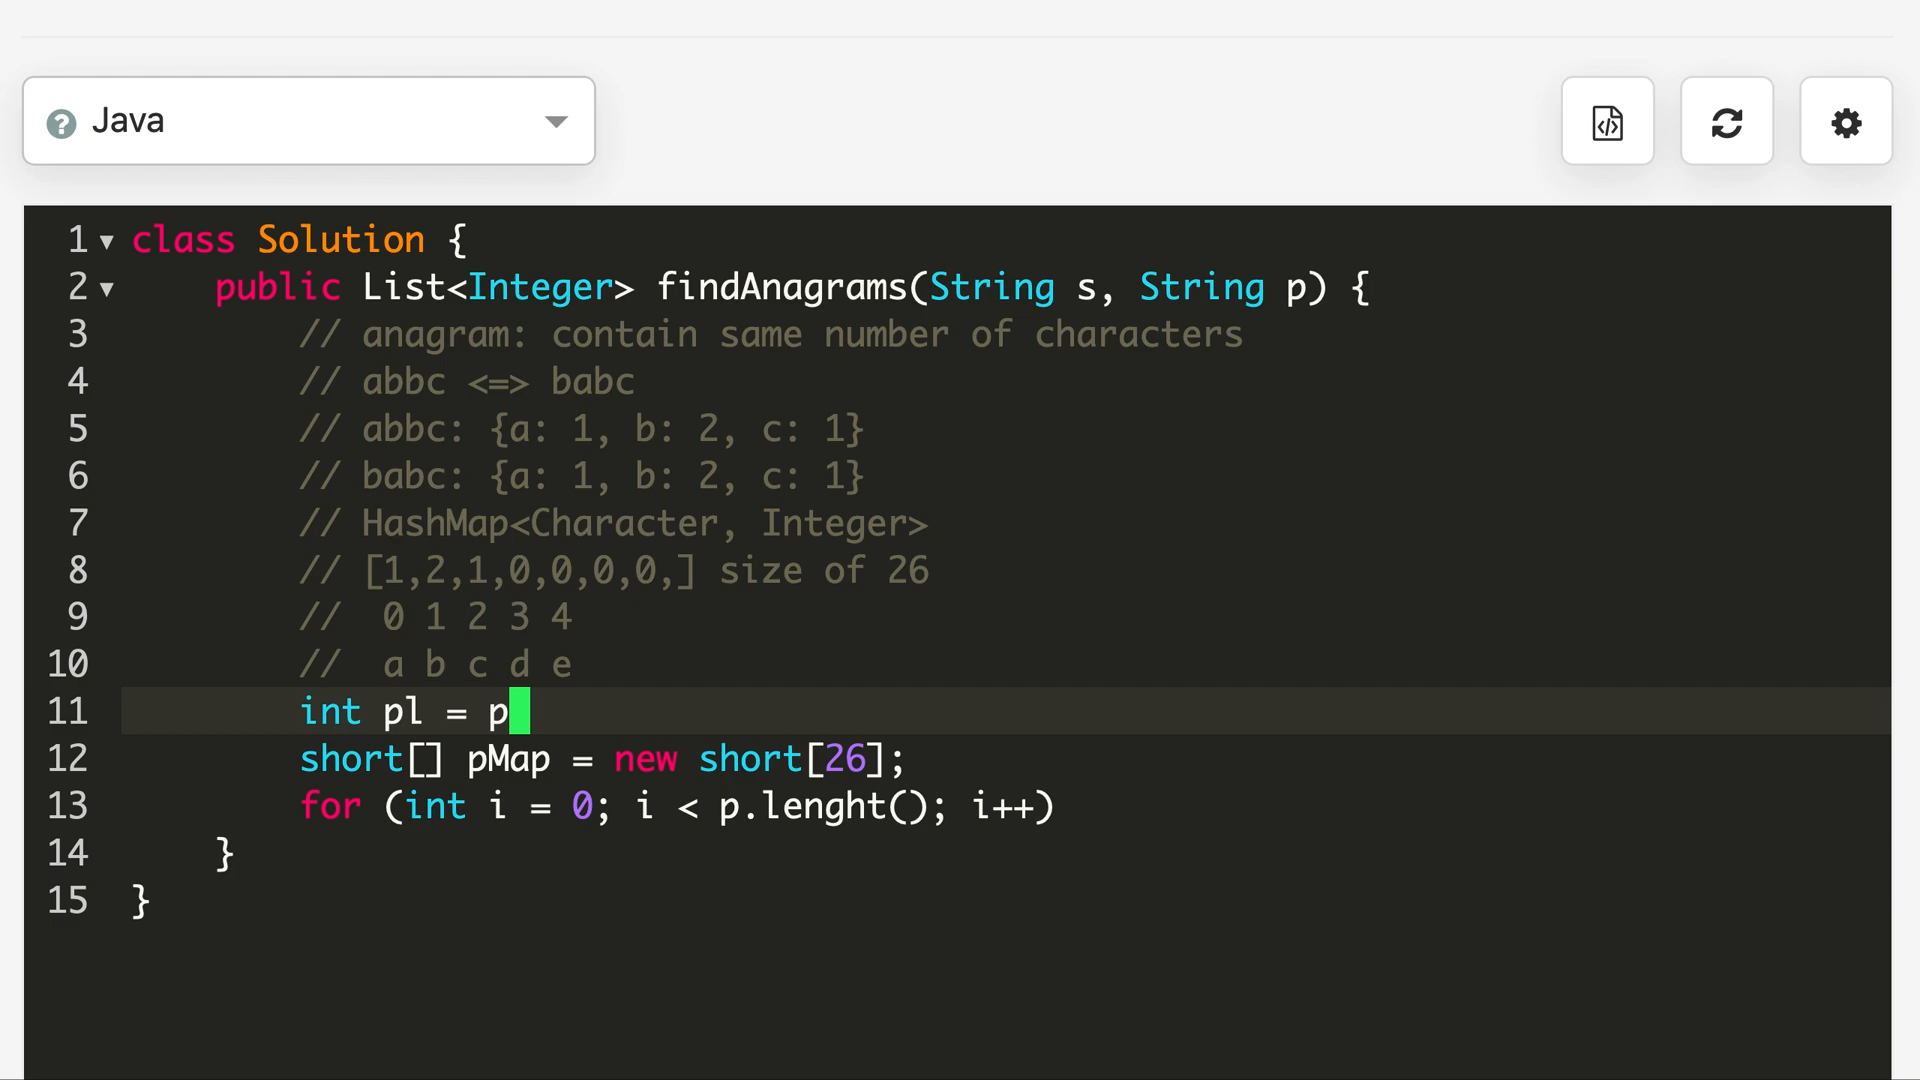 Java
1 class Solution {
2 public List<Integer> findAnagrams(String s, String p) {
3 // anagram: contain same number of characters
4 // abbc <=> babc
5 // abbc: {a: 1, b: 2, c: 1}
6 // babc: {a: 1, b: 2, c: 1}
7 // HashMap<Character, Integer>
8 // [1,2,1,0,0,0,0,] size of 26
9 //  0 1 2 3 4
10 //  a b c d e
11 int pl = p
12 short[] pMap = new short[26];
13 for (int i = 0; i < p.lenght(); i++)
14 }
15 }